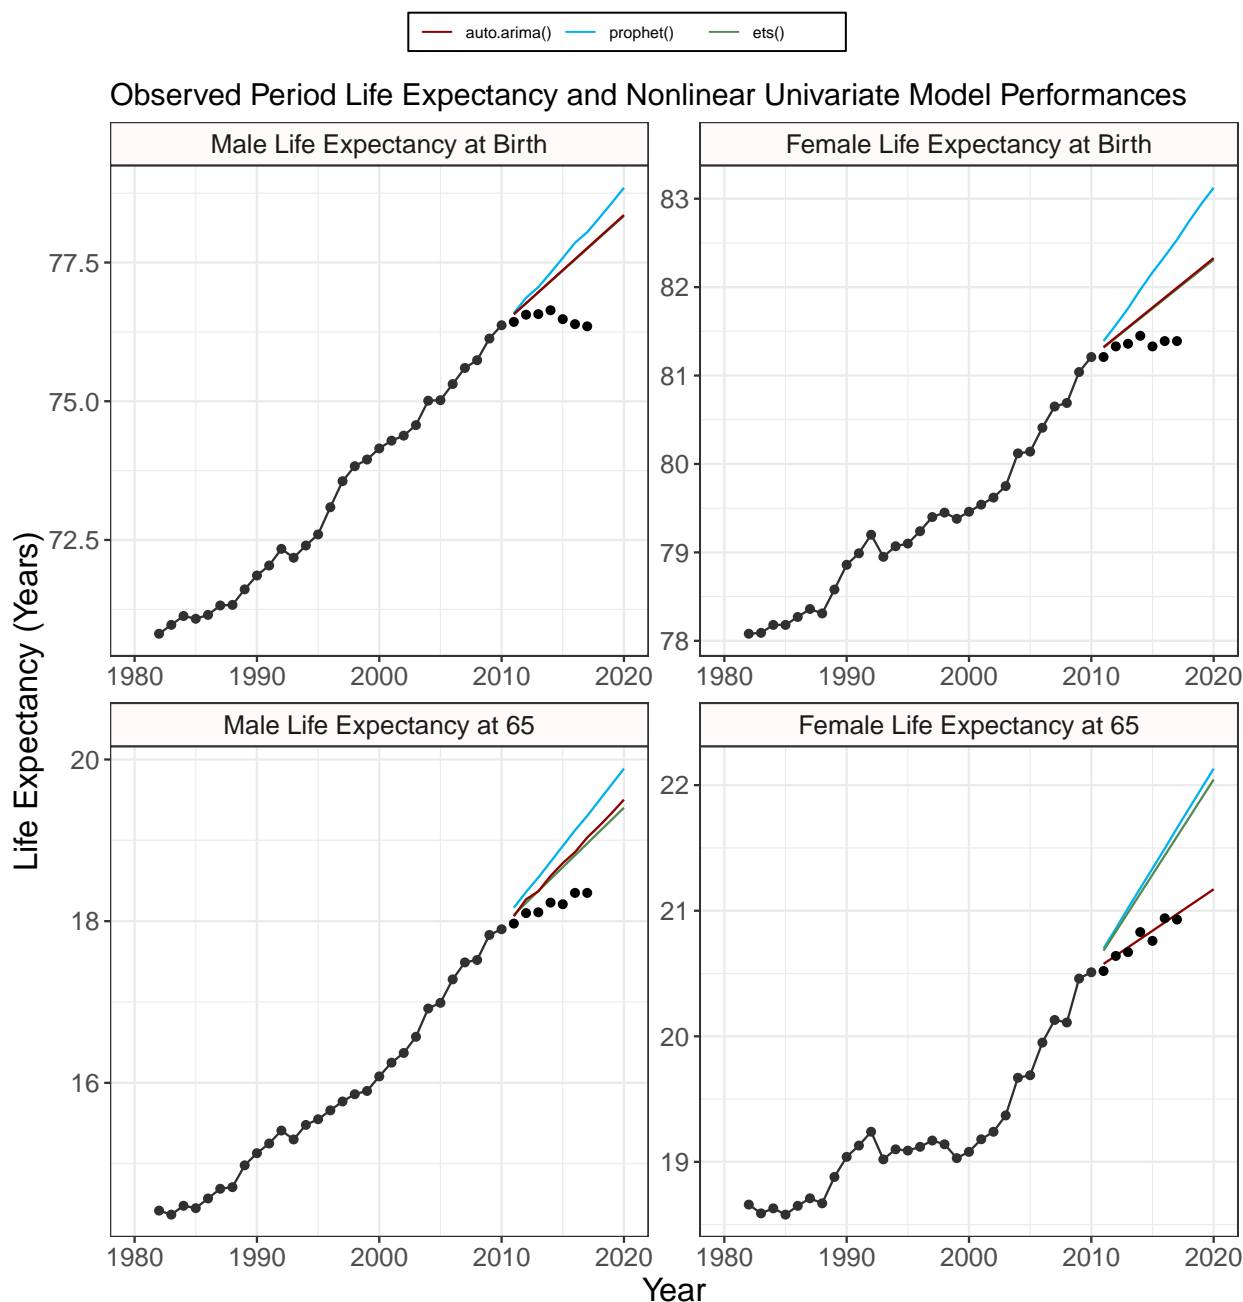 auto.arima() prophet() ets()
Observed Period Life Expectancy and Nonlinear Univariate Model Performances
Male Life Expectancy at Birth
Female Life Expectancy at Birth
77.5
75.0
72.5
1980 1990 2000 2010 2020
83
82
81
80
79
78
1980 1990 2000 2010 2020
Life Expectancy (Years)
Male Life Expectancy at 65
Female Life Expectancy at 65
20
18
16
1980 1990 2000 2010 2020
22
21
20
19
1980 1990 2000 2010 2020
Year